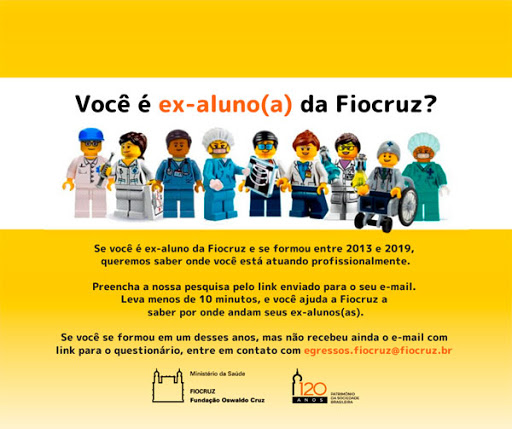 Você é ex-aluno(a) da Fiocruz?
Se você é ex-aluno da Fiocruz e se formou entre 2013 e 2019,
queremos saber onde você está atuando profissionalmente.
Preencha a nossa pesquisa pelo link enviado para o seu e-mail.
Leva menos de 10 minutos, e você ajuda a Fiocruz a
saber por onde andam seus ex-alunos(as).
Se você se formou em um desses anos, mas não recebeu ainda o e-mail com
link para o questionário, entre em contato com egressos.fiocruz@fiocruz.br
Ministério da Saúde
FIOCRUZ
Fundação Oswaldo Cruz
120
ANOS
PATRIMÔNIO
DA SOCIEDADE
BRASILEIRA